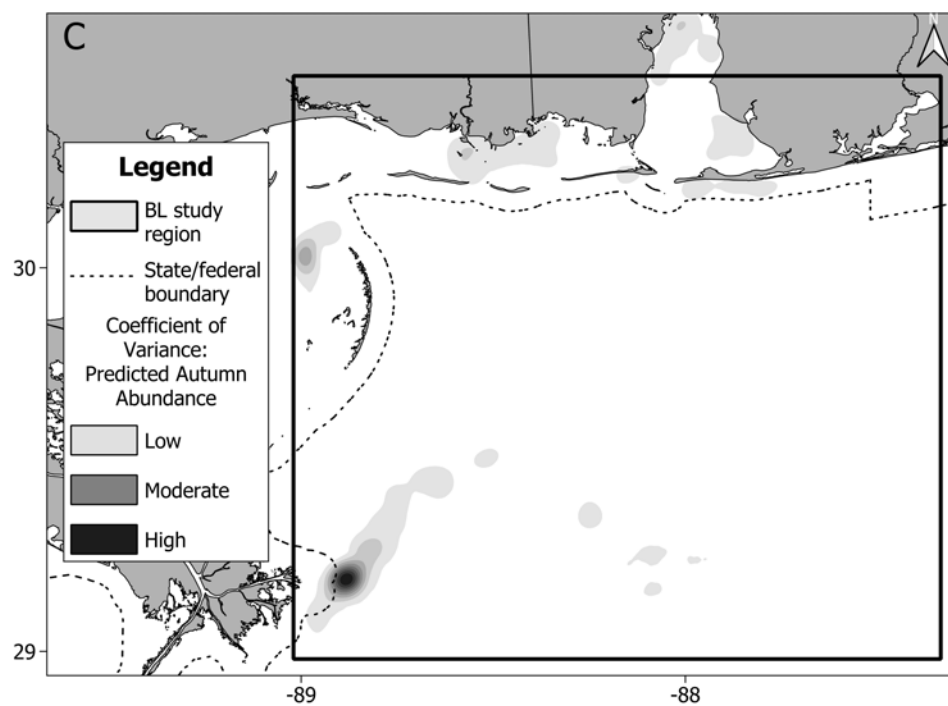 C
N
Legend
BL study
region
State/federal
boundary
Coefficient of
Variance:
Predicted Autumn
Abundance
Low
Moderate
High
30
29
-89
-88